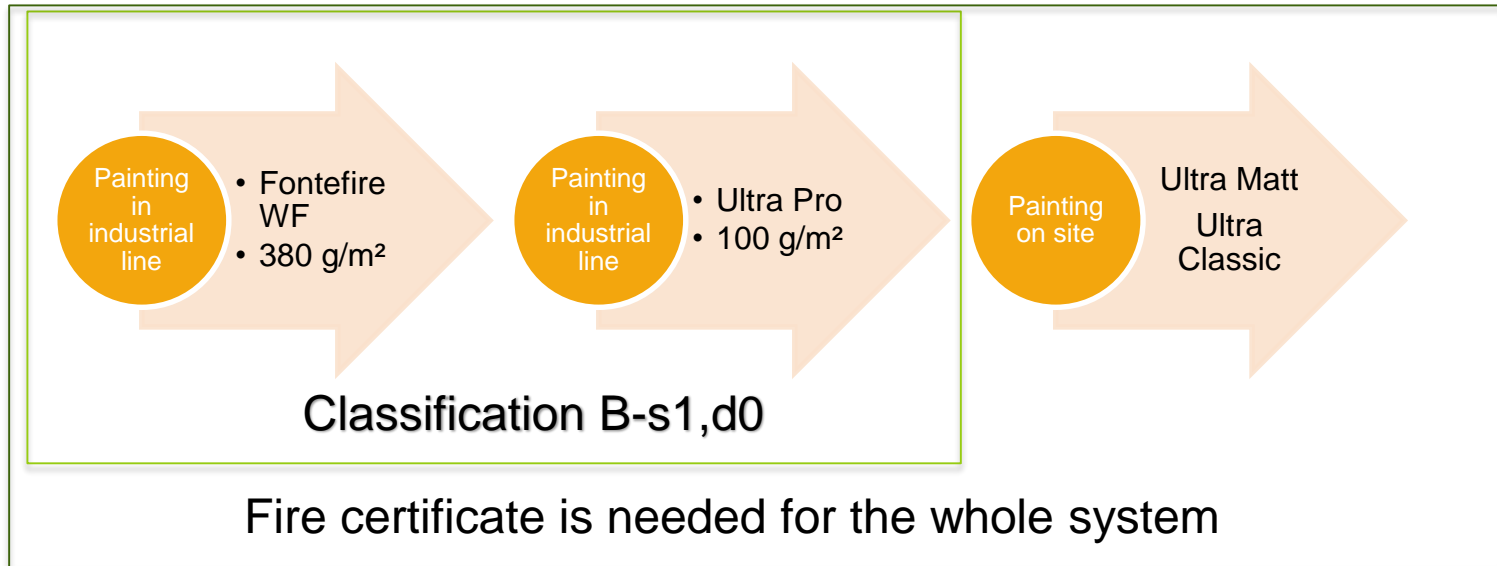 Painting
in
industrial
line
• Fontefire
WF
• 380 g/m²
Painting
in
industrial
line
• Ultra Pro
• 100 g/m²
Painting
on site
Ultra Matt
Ultra
Classic
Classification B-s1,d0
Fire certificate is needed for the whole system